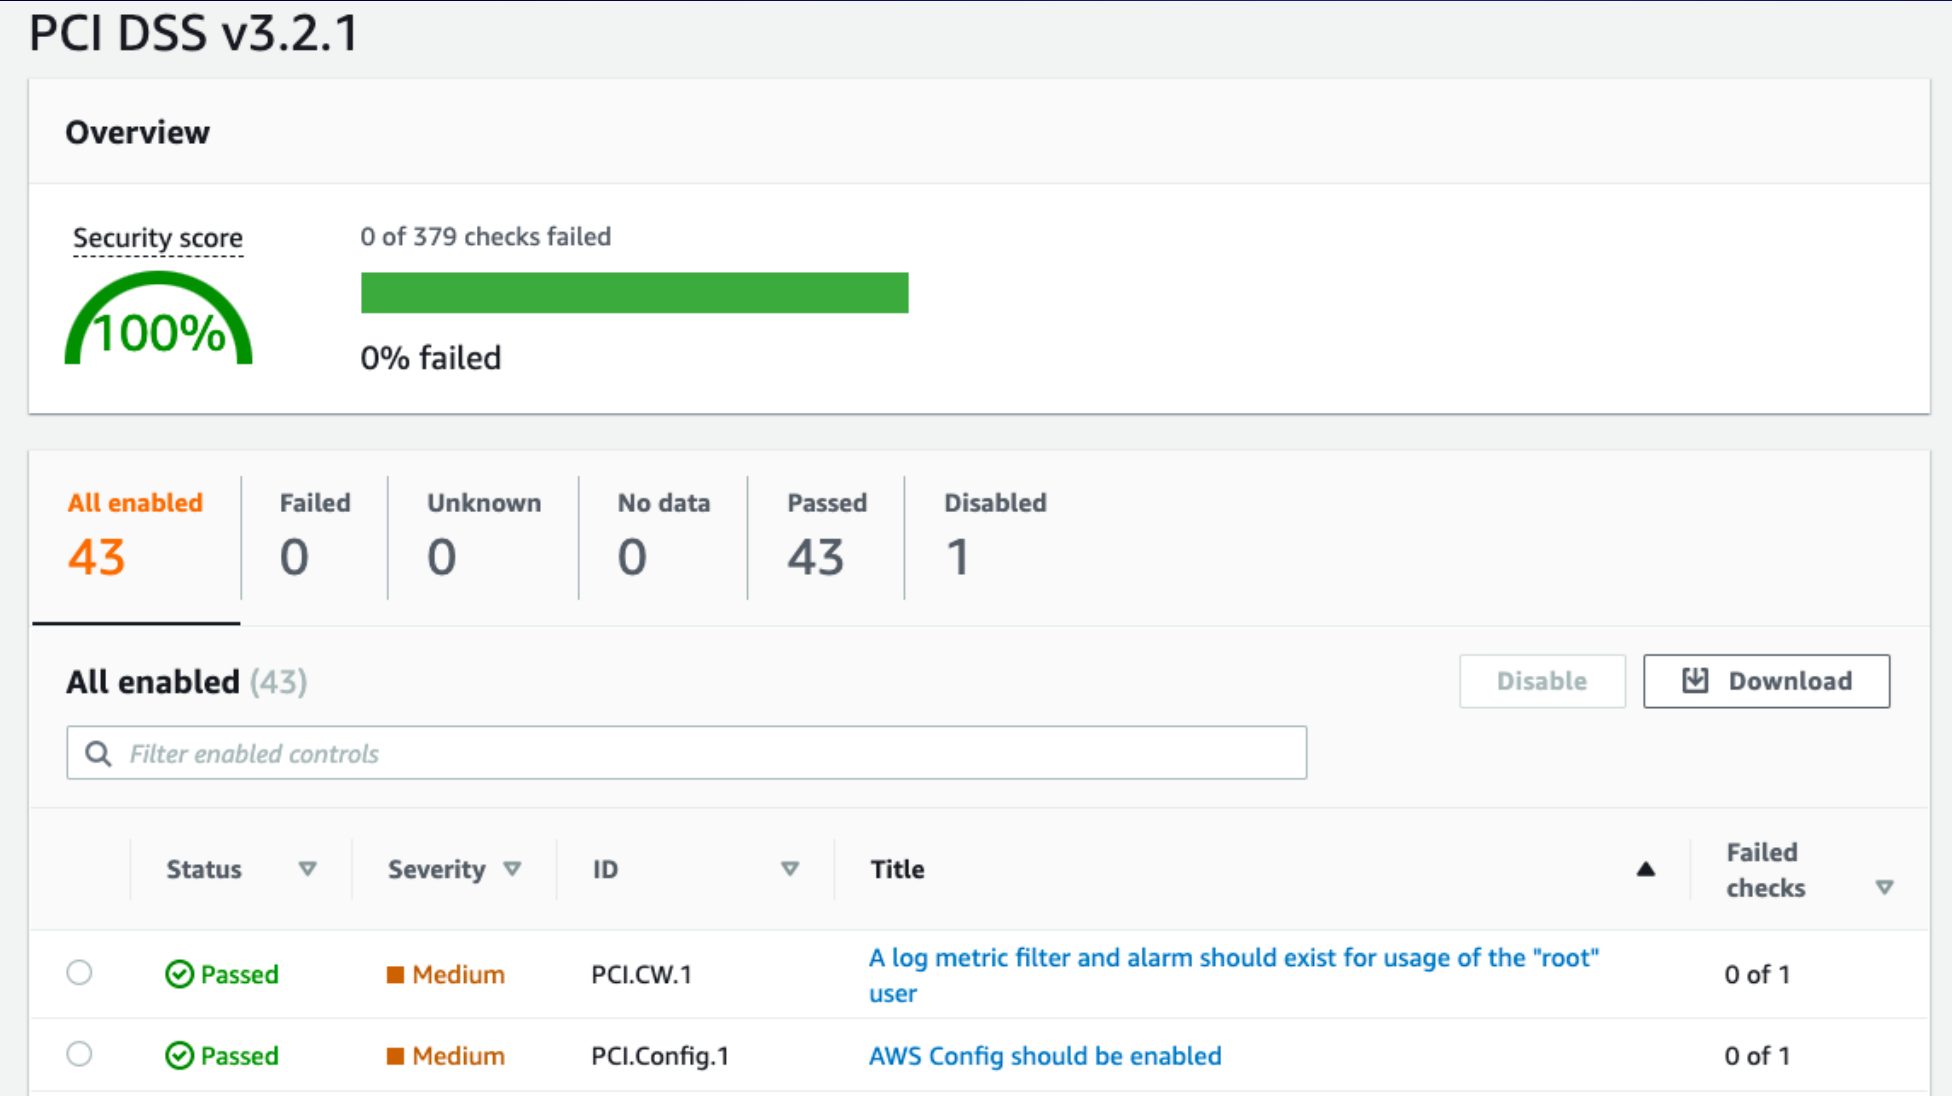 PCI DSS v3.2.1
Overview
Security score
100%
0 of 379 checks failed
0% failed
All enabled
43
Failed
0
Unknown
0
No data
0
Passed
43
Disabled
1
All enabled (43)
Disable
Download
Filter enabled controls
Status
Severity
ID
Title
Failed
checks
Passed
Medium
PCI.CW.1
A log metric filter and alarm should exist for usage of the "root"
user
0 of 1
Passed
Medium
PCI.Config.1
AWS Config should be enabled
0 of 1